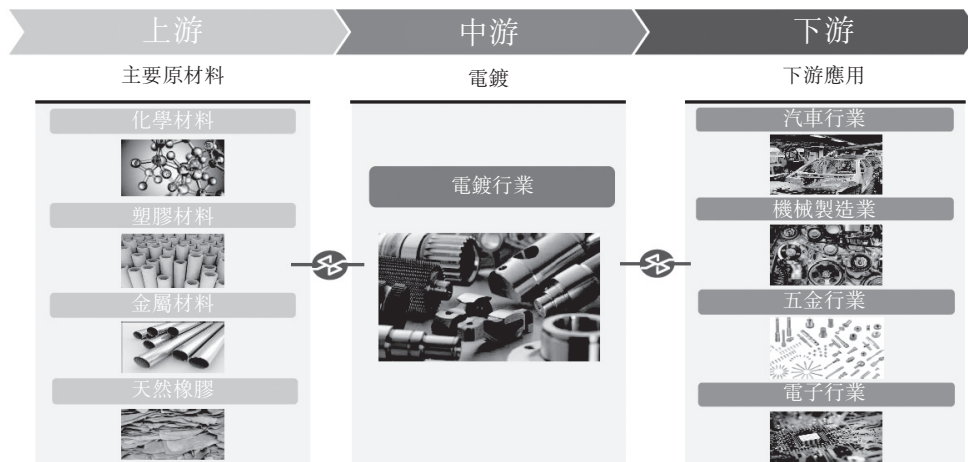 上游
中游
下游
主要原材料
電鍍
下游應用
化學材料
塑膠材料
金屬材料
天然橡膠
電鍍行業
汽車行業
機械製造業
五金行業
電子行業